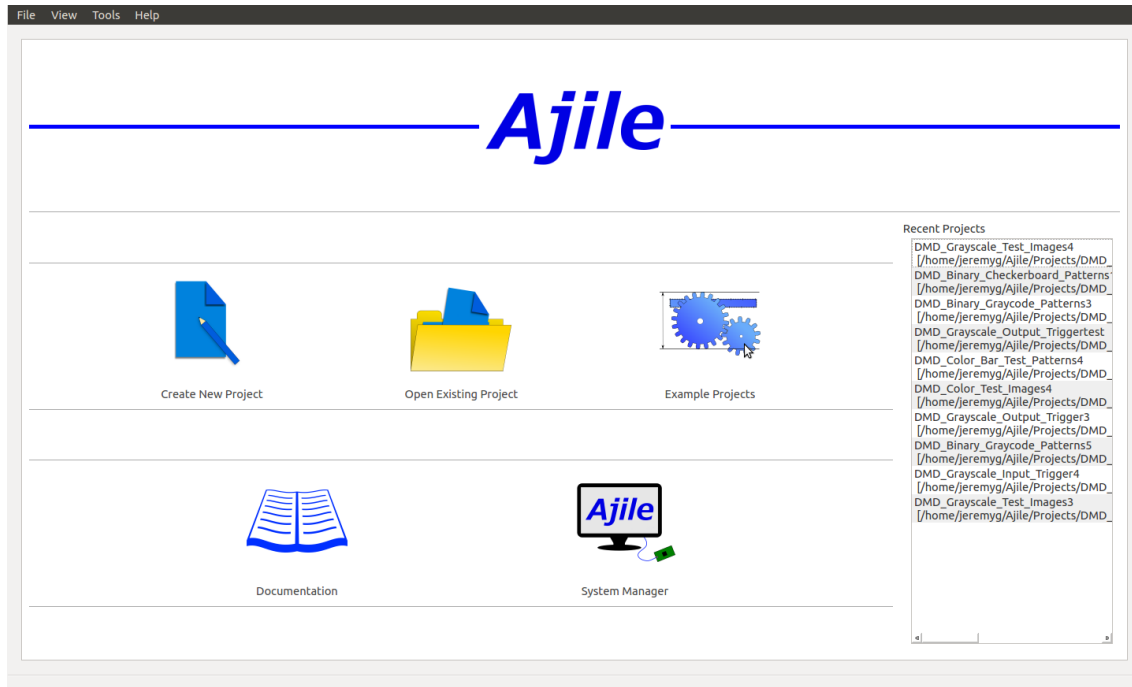 File View Tools Help
Ajile
Recent Projects
DMD_Grayscale_Test_Images4
[/home/jeremyg/Ajile/Projects/DMD_
DMD_Binary_Checkerboard_Patterns
[/home/jeremyg/Ajile/Projects/DMD_
DMD_Binary_Graycode_Patterns3
[/home/jeremyg/Ajile/Projects/DMD_
DMD_Grayscale_Output_Triggertest
[/home/jeremyg/Ajile/Projects/DMD_
DMD_Color_Bar_Test_Patterns4
[/home/jeremyg/Ajile/Projects/DMD_
DMD_Color_Test_Images4
[/home/jeremyg/Ajile/Projects/DMD_
DMD_Grayscale_Output_Trigger3
[/home/jeremyg/Ajile/Projects/DMD_
DMD_Binary_Graycode_Patterns5
[/home/jeremyg/Ajile/Projects/DMD_
DMD_Grayscale_Input_Trigger4
[/home/jeremyg/Ajile/Projects/DMD_
DMD_Grayscale_Test_Images3
[/home/jeremyg/Ajile/Projects/DMD_
Create New Project
Open Existing Project
Example Projects
Ajile
Documentation
System Manager